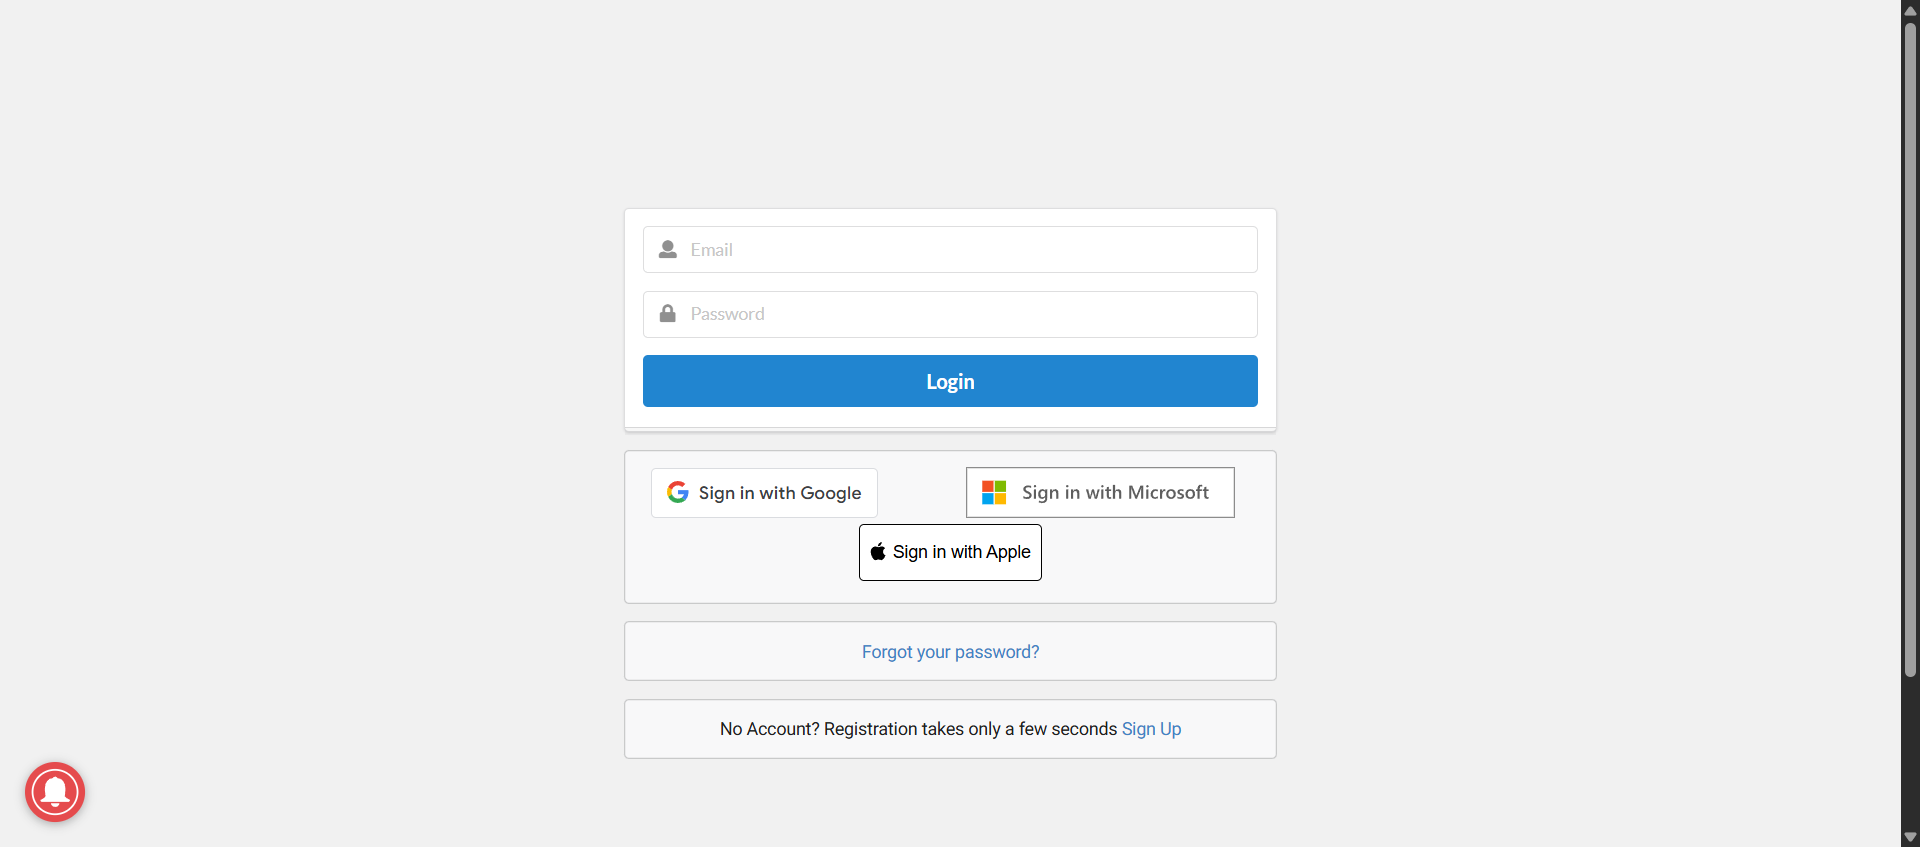 Email
Password
Login
Sign in with Google
Sign in with Microsoft
Sign in with Apple
Forgot your password?
No Account? Registration takes only a few seconds Sign Up